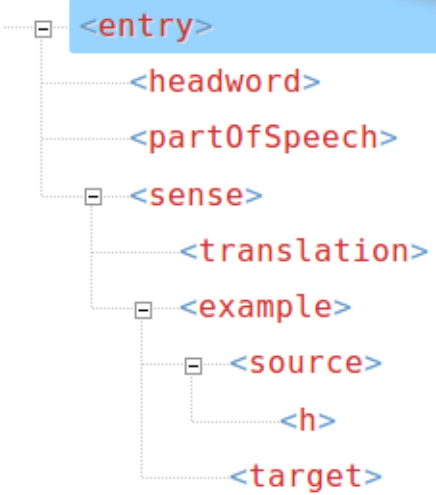 <entry>
<headword>
<partOfSpeech>
<sense>
<translation>
<example>
<source>
<h>
<target>